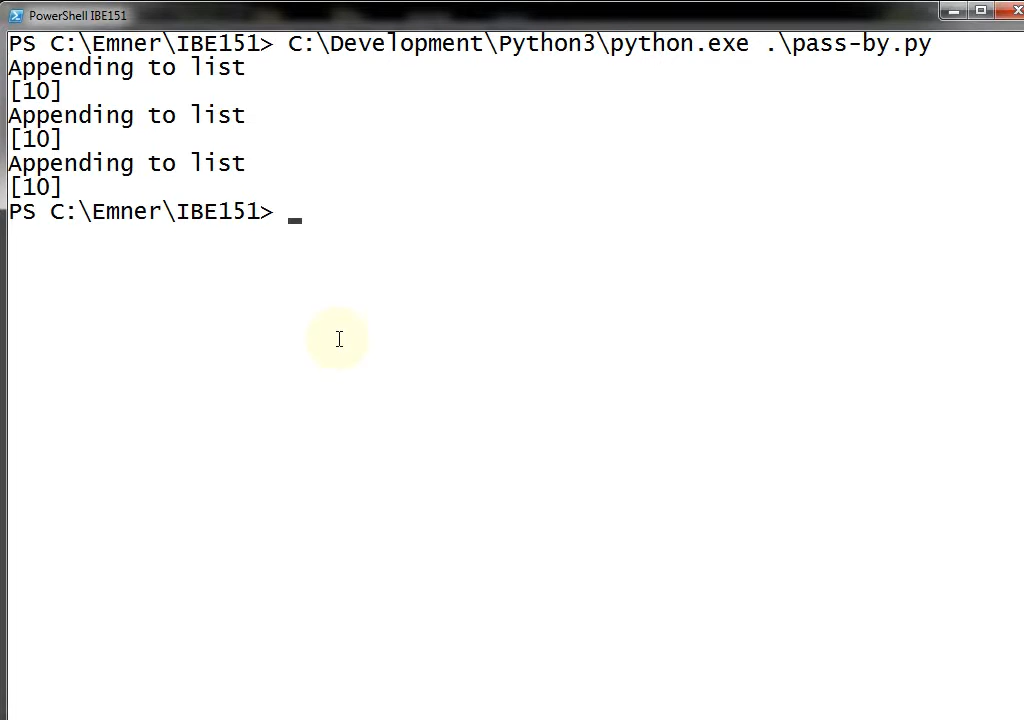 PowerShell IBE151
PS C:\Emner\IBE151> C:\Development\Python3\python.exe .\pass-by.py
Appending to list
[10]
Appending to list
[10]
Appending to list
[10]
PS C:\Emner\IBE151>